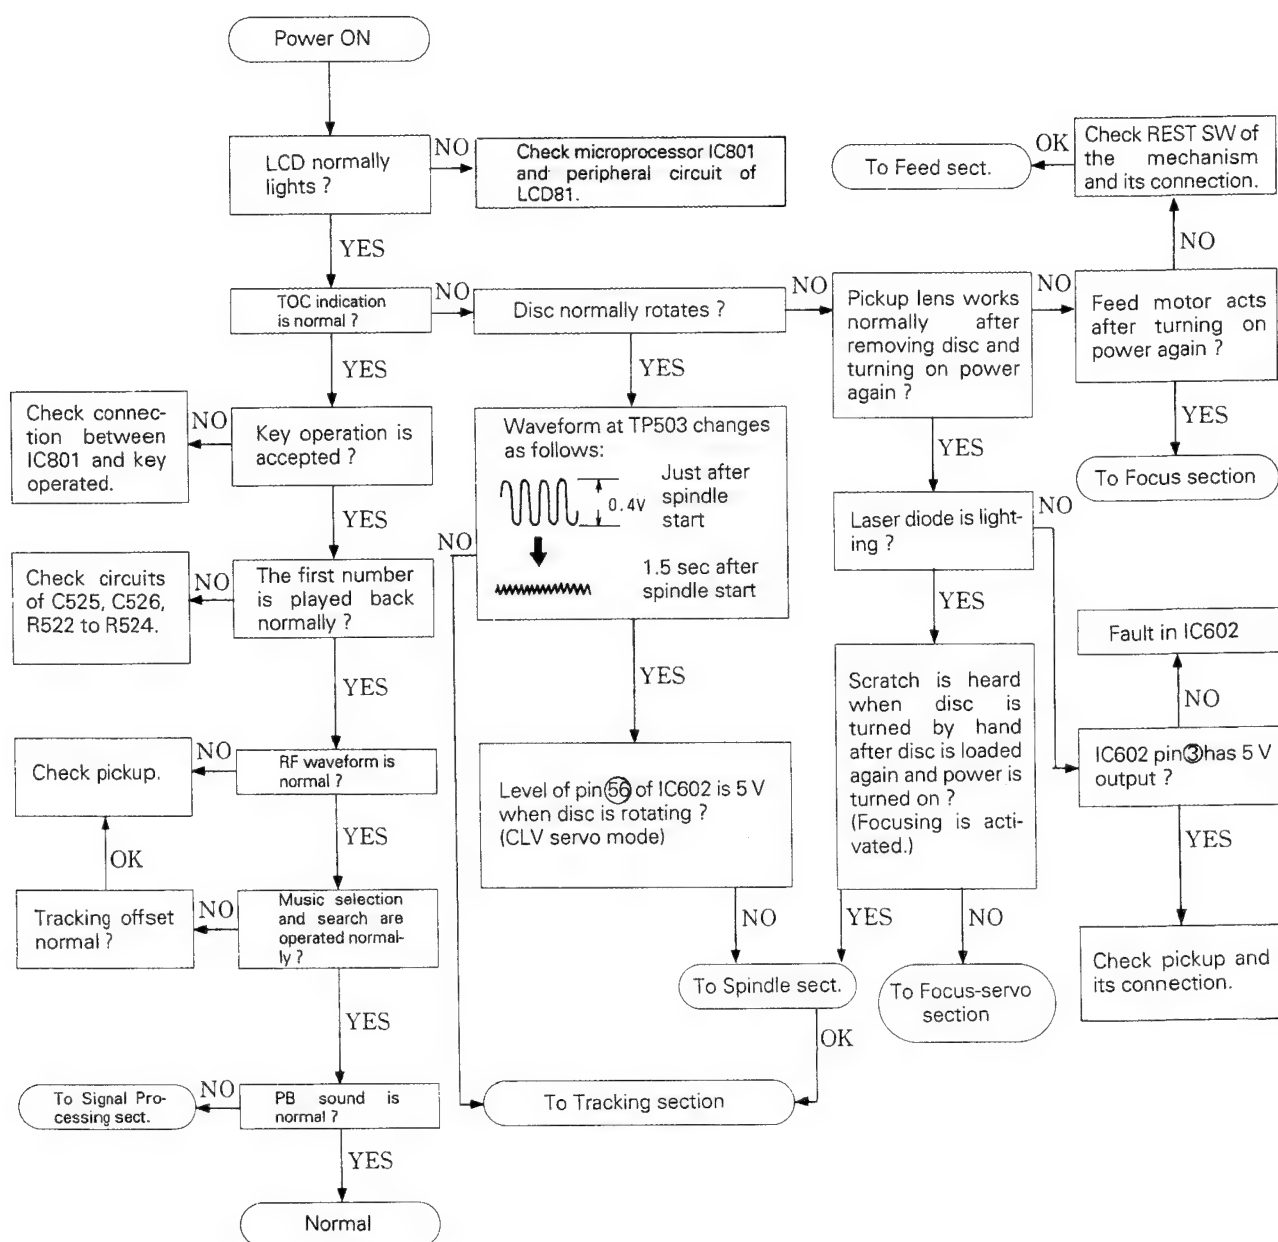 Power ON
LCD normally
lights ?
NO
Check microprocessor IC801
and peripheral circuit of
LCD81.
YES
TOC indication
is normal ?
NO
Disc normally rotates ?
NO
Pickup lens works
normally after
removing disc and
turning on power
again ?
NO
Feed motor acts
after turning on
power again ?
NO
Check REST SW of
the mechanism
and its connection.
OK
To Feed sect.
YES
To Focus section
YES
Key operation is
accepted ?
NO
Check connec-
tion between
IC801 and key
operated.
YES
The first number
is played back
normally ?
NO
Check circuits
of C525, C526,
R522 to R524.
YES
RF waveform is
normal ?
NO
Check pickup.
YES
Music selection
and search are
operated normal-
ly ?
NO
Tracking offset
normal ?
OK
YES
PB sound is
normal ?
NO
To Signal Pro-
cessing sect.
YES
Normal
YES
Waveform at TP503 changes
as follows:
0.4V
Just after
spindle
start
1.5 sec after
spindle start
NO
YES
Level of pin 56 of IC602 is 5 V
when disc is rotating ?
(CLV servo mode)
NO
To Spindle sect.
OK
To Tracking section
YES
Laser diode is light-
ing ?
NO
YES
Scratch is heard
when disc is
turned by hand
after disc is loaded
again and power is
turned on ?
(Focusing is acti-
vated.)
YES
NO
To Focus-servo
section
IC602 pin 3 has 5 V
output ?
NO
Fault in IC602
YES
Check pickup and
its connection.